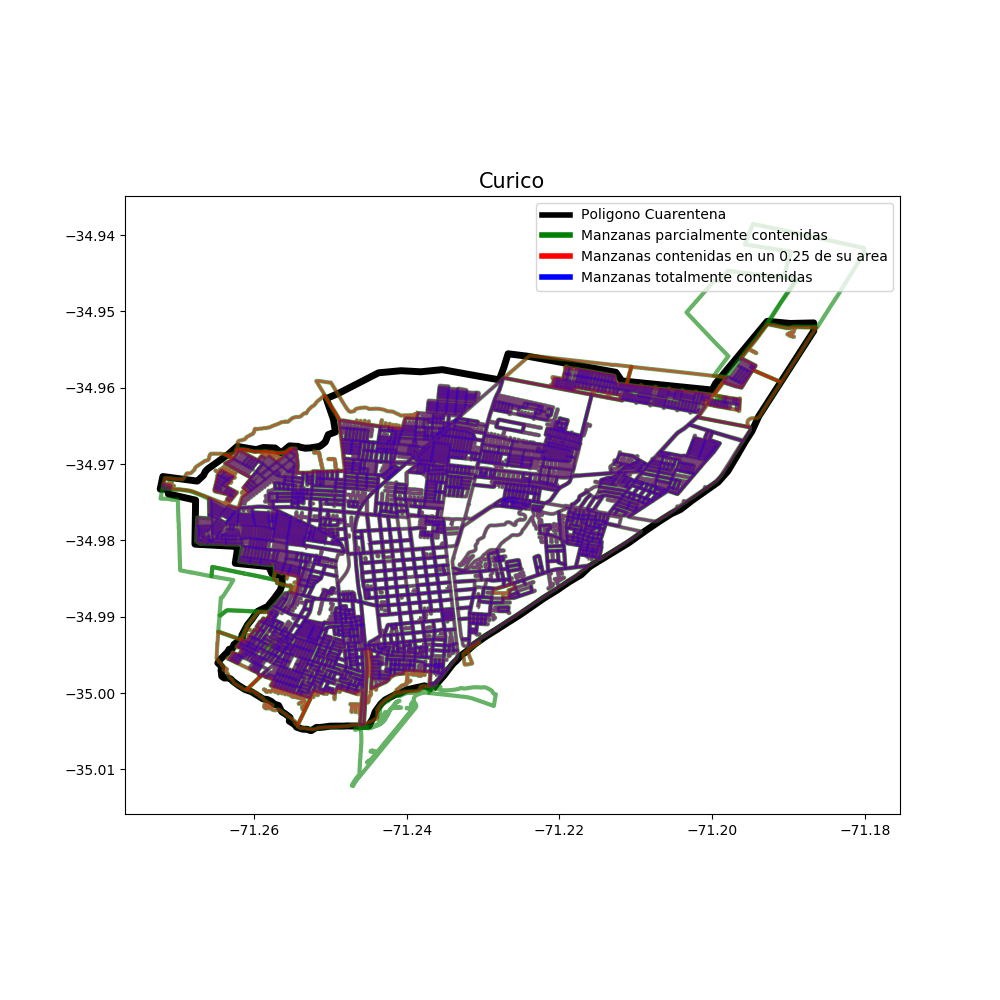 Curico
Poligono Cuarentena
Manzanas parcialmente contenidas
Manzanas contenidas en un 0.25 de su area
Manzanas totalmente contenidas
−34.94
−34.95
−34.96
−34.97
−34.98
−34.99
−35.00
−35.01
−71.26 −71.24 −71.22 −71.20 −71.18